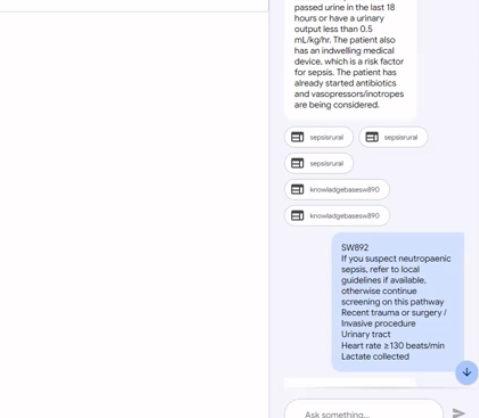 passed urine in the last 18
hours or have a urinary
output less than 0.5
mL/kg/hr. The patient also
has an indwelling medical
device, which is a risk factor
for sepsis. The patient has
already started antibiotics
and vasopressors/inotropes
are being considered.
sepsisrural
sepsisrural
sepsisrural
knowladgebasesw890
knowladgebasesw890
SW892
If you suspect neutropaenic
sepsis, refer to local
guidelines if available,
otherwise continue
screening on this pathway
Recent trauma or surgery /
Invasive procedure
Urinary tract
Heart rate ≥130 beats/min
Lactate collected
Ask something...